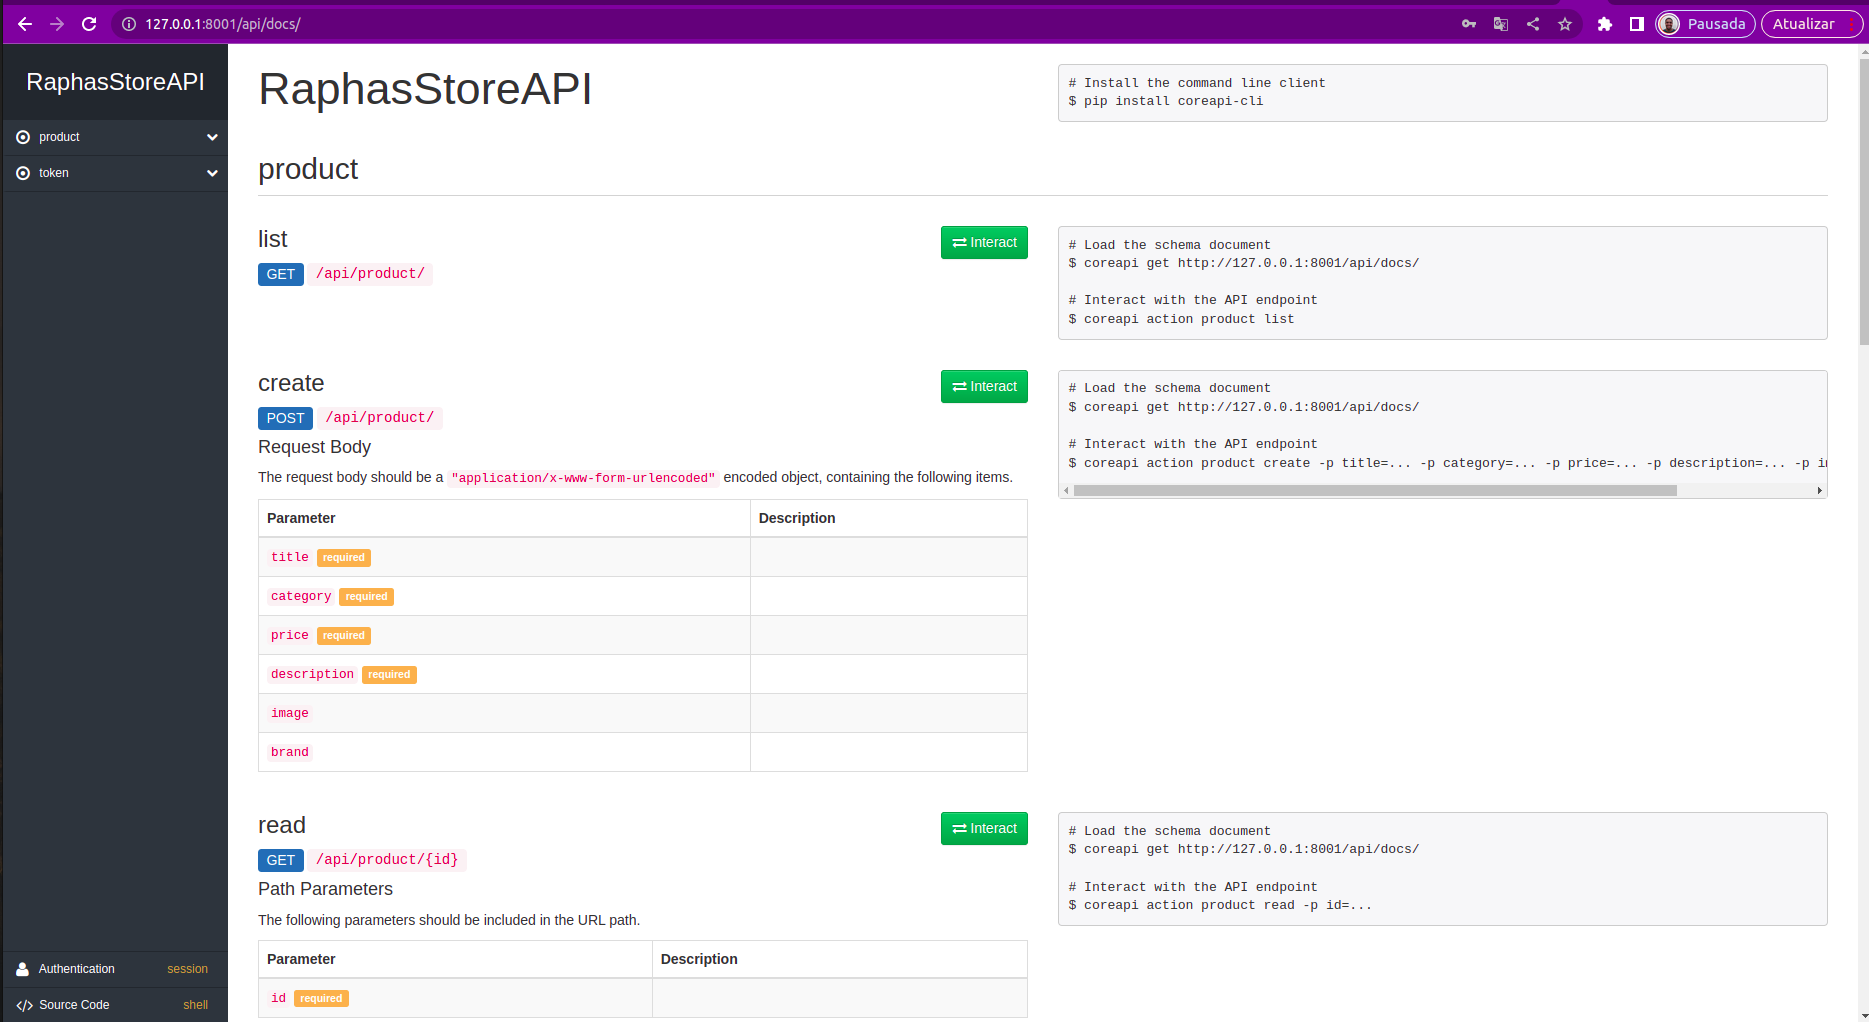 127.0.0.1:8001/api/docs/
Pausada
Atualizar
RaphasStoreAPI
product
token
Authentication session
Source Code shell
RaphasStoreAPI
# Install the command line client
$ pip install coreapi-cli
product
list
Interact
GET /api/product/
# Load the schema document
$ coreapi get http://127.0.0.1:8001/api/docs/
# Interact with the API endpoint
$ coreapi action product list
create
Interact
POST /api/product/
Request Body
The request body should be a "application/x-www-form-urlencoded" encoded object, containing the following items.
Parameter Description
title required
category required
price required
description required
image
brand
# Load the schema document
$ coreapi get http://127.0.0.1:8001/api/docs/
# Interact with the API endpoint
$ coreapi action product create -p title=... -p category=... -p price=... -p description=... -p
read
Interact
GET /api/product/{id}
Path Parameters
The following parameters should be included in the URL path.
Parameter Description
id required
# Load the schema document
$ coreapi get http://127.0.0.1:8001/api/docs/
# Interact with the API endpoint
$ coreapi action product read -p id=...